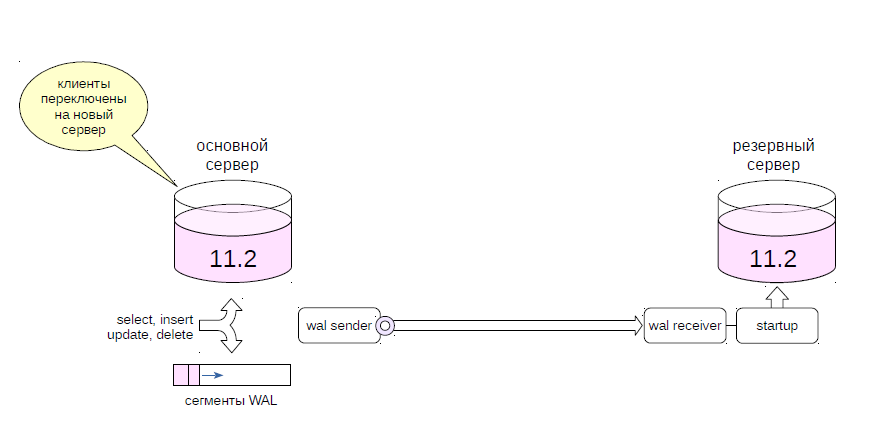 клиенты
переключены
на новый
сервер
основной
сервер
резервный
сервер
11.2
11.2
select, insert
update, delete
wal sender
wal receiver
startup
сегменты WAL